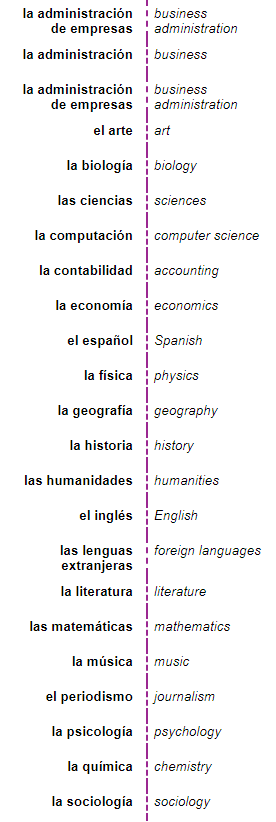 la administración business
de empresas administration
la administración business
la administración business
de empresas administration
el arte art
la biología biology
las ciencias sciences
la computación computer science
la contabilidad accounting
la economía economics
el español Spanish
la física physics
la geografía geography
la historia history
las humanidades humanities
el inglés English
las lenguas foreign languages
extranjeras
la literatura literature
las matemáticas mathematics
la música music
el periodismo journalism
la psicología psychology
la química chemistry
la sociología sociology